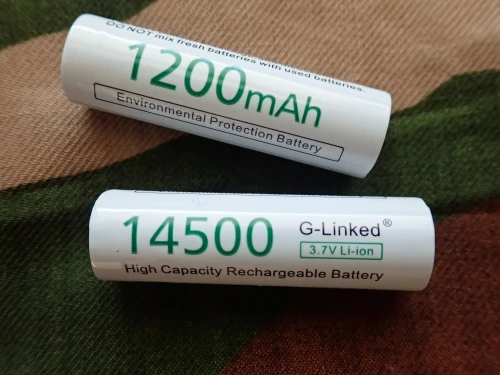 DO NOT mix fresh batteries with used batteries.
1200mAh
Environmental Protection Battery
14500 G-Linked®
3.7V Li-ion
High Capacity Rechargeable Battery